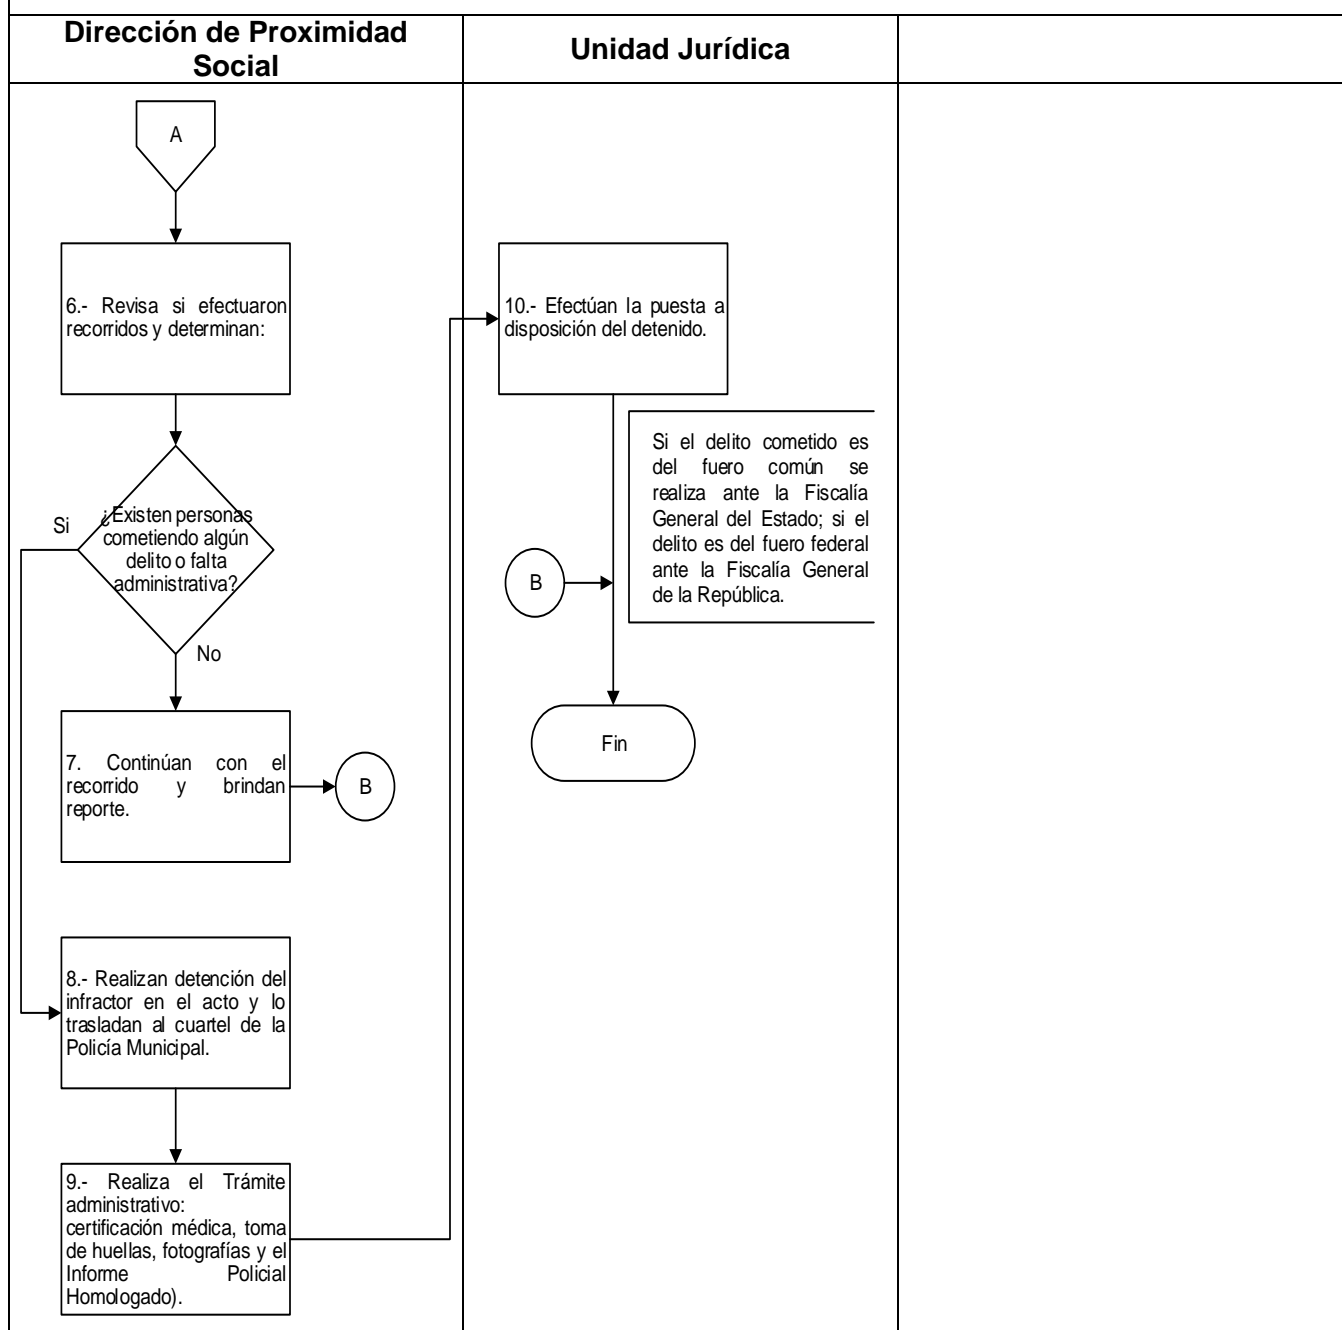 Dirección de Proximidad
Social
Unidad Jurídica
A
6.- Revisa si efectuaron
recorridos y determinan:
¿Existen personas
cometiendo algún
delito o falta
administrativa?
Si
No
7. Continúan con el
recorrido y brindan
reporte.
B
8.- Realizan detención del
infractor en el acto y lo
trasladan al cuartel de la
Policía Municipal.
9.- Realiza el Trámite
administrativo:
certificación médica, toma
de huellas, fotografías y el
Informe Policial
Homologado).
10.- Efectúan la puesta a
disposición del detenido.
Si el delito cometido es
del fuero común se
realiza ante la Fiscalía
General del Estado; si el
delito es del fuero federal
ante la Fiscalía General
de la República.
B
Fin